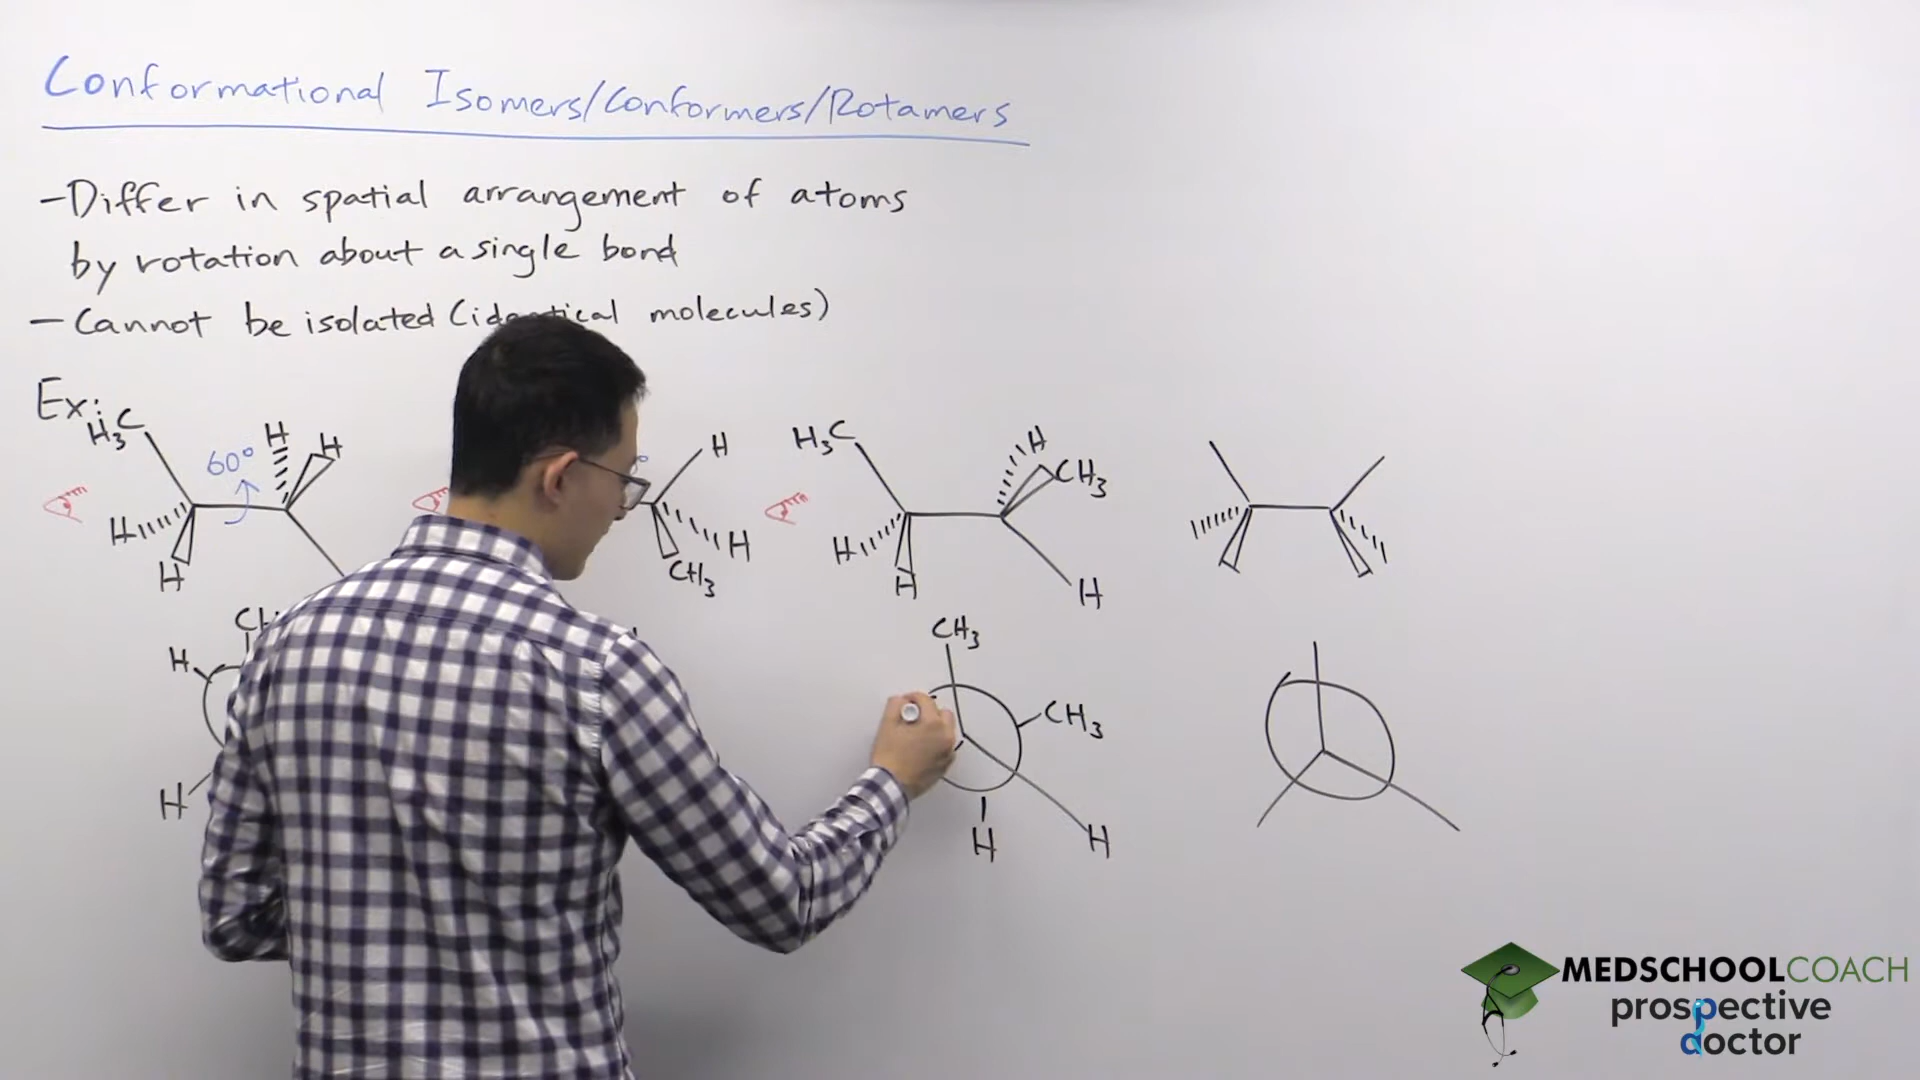 Conformational Isomers/Conformers/Rotamers
-Differ in spatial arrangement of atoms
by rotation about a single bond
-Cannot be isolated (identical molecules)
Ex:
H₃C
60°
H
H
H
H
H
H
CH₃
H₃C
H
CH₃
H
H
H
H
H
CH₃
CH₃
H
H
MEDSCHOOLCOACH
prospective
doctor